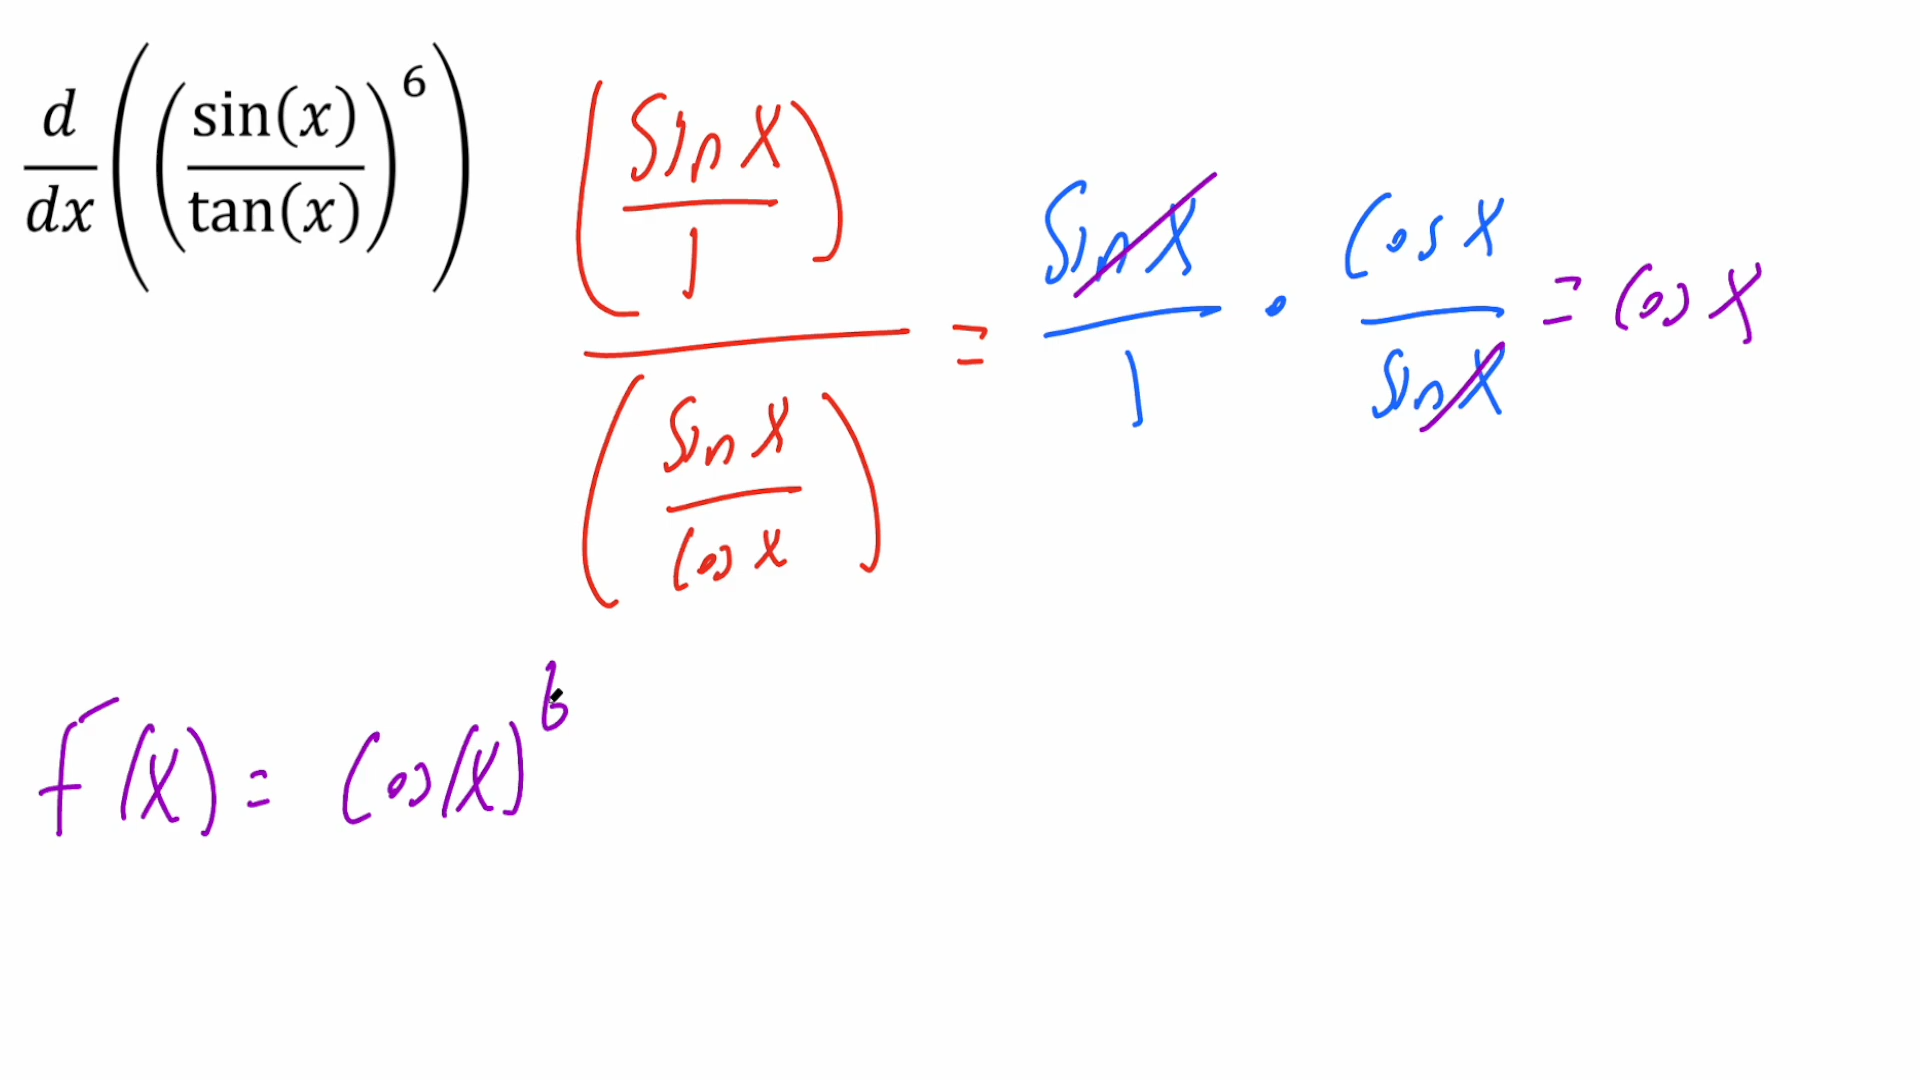 d/dx ((sin(x)/tan(x))^6)
(sin x / 1) / (sin x / cos x) = sin x / 1 · cos x / sin x = cos x
f(x) = cos(x)^6